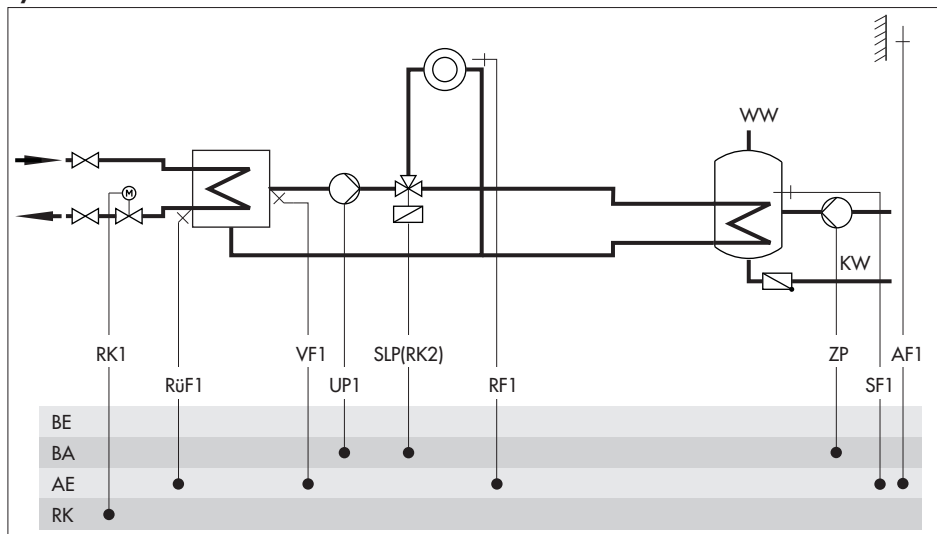 WW
M
KW
RK1
VF1
SLP(RK2)
ZP
AF1
RüF1
UP1
RF1
SF1
BE
BA
AE
RK